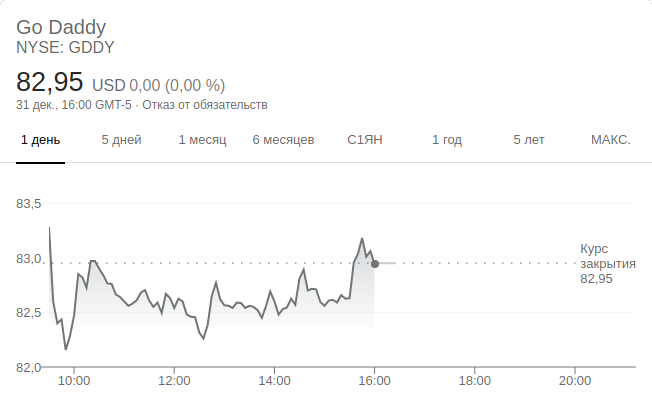 Go Daddy
NYSE: GDDY
82,95 USD 0,00 (0,00 %)
31 дек., 16:00 GMT-5 · Отказ от обязательств
1 день 5 дней 1 месяц 6 месяцев С1ЯН 1 год 5 лет МАКС.
83,5
83,0
82,5
82,0
Курс
закрытия
82,95
10:00 12:00 14:00 16:00 18:00 20:00